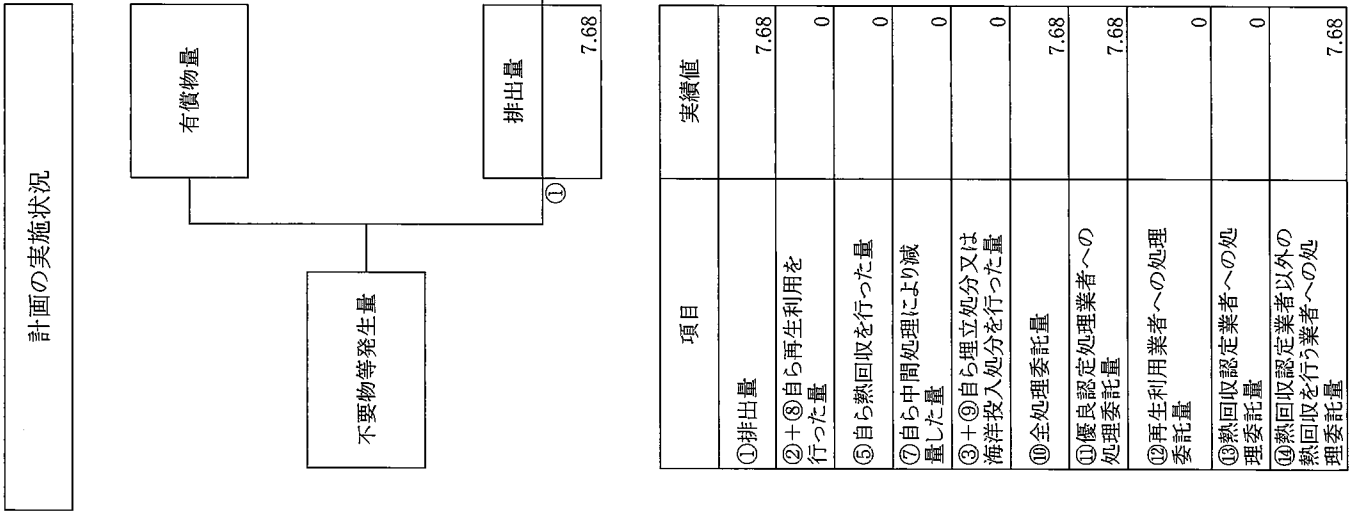 計画の実施状況
有償物量
不要物等発生量
排出量
①
7.68
項目
実績値
①排出量
7.68
②+⑧自ら再生利用を
行った量
0
⑤自ら熱回収を行った量
0
⑦自ら中間処理により減
量した量
0
③+⑨自ら埋立処分又は
海洋投入処分を行った量
0
⑩全処理委託量
7.68
⑪優良認定処理業者への
処理委託量
7.68
⑫再生利用業者への処理
委託量
0
⑬熱回収認定業者への処
理委託量
0
⑭熱回収認定業者以外の
熱回収を行う業者への処
理委託量
7.68